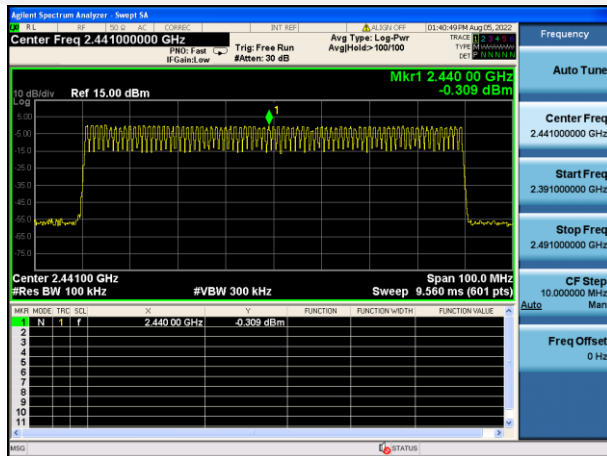 Agilent Spectrum Analyzer - Swept SA
RL RF 50 Ω AC CORREC INT REF ALIGN OFF 01:40:49PM Aug 05, 2022
Center Freq 2.441000000 GHz
PNO: Fast
IFGain:Low
Trig: Free Run
#Atten: 30 dB
Avg Type: Log-Pwr
Avg|Hold:>100/100
TRACE 1 2 3 4 5 6
TYPE
DET P N N N N N
Mkr1 2.440 00 GHz
-0.309 dBm
10 dB/div Ref 15.00 dBm
Log
1
5.00
-5.00
-15.0
-25.0
-35.0
-45.0
-55.0
-65.0
-75.0
Center 2.44100 GHz Span 100.0 MHz
#Res BW 100 kHz #VBW 300 kHz Sweep 9.560 ms (601 pts)
MKR MODE TRC SCL X Y FUNCTION FUNCTION WIDTH FUNCTION VALUE
1 N 1 f 2.440 00 GHz -0.309 dBm
2
3
4
5
6
7
8
9
10
11
MSG STATUS
Frequency
Auto Tune
Center Freq
2.441000000 GHz
Start Freq
2.391000000 GHz
Stop Freq
2.491000000 GHz
CF Step
10.000000 MHz
Auto Man
Freq Offset
0 Hz